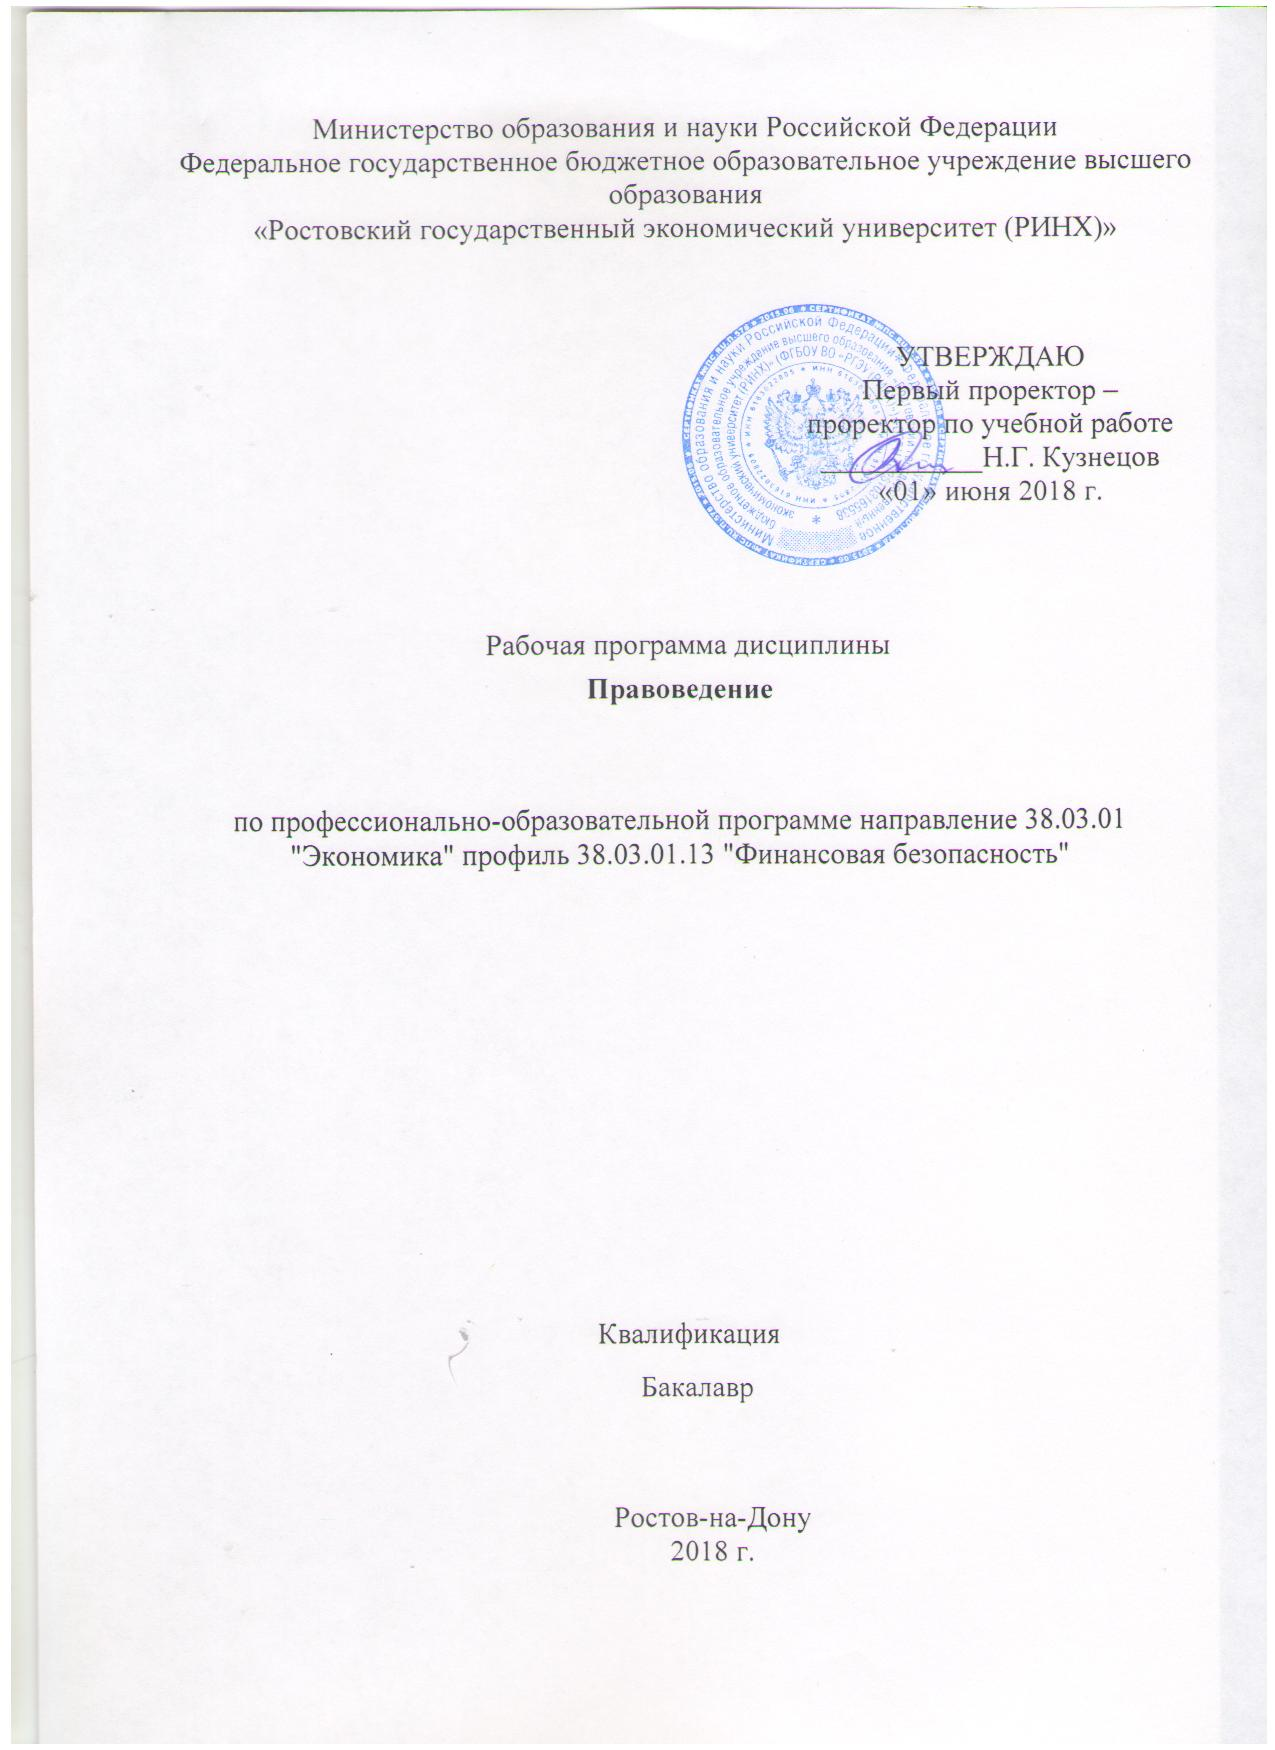 Министерство образования и науки Российской Федерации
Федеральное государственное бюджетное образовательное учреждение высшего
образования
«Ростовский государственный экономический университет (РИНХ)»
УТВЕРЖДАЮ
Первый проректор –
проректор по учебной работе
Н.Г. Кузнецов
«01» июня 2018 г.
Рабочая программа дисциплины
Правоведение
по профессионально-образовательной программе направление 38.03.01
"Экономика" профиль 38.03.01.13 "Финансовая безопасность"
Квалификация
Бакалавр
Ростов-на-Дону
2018 г.